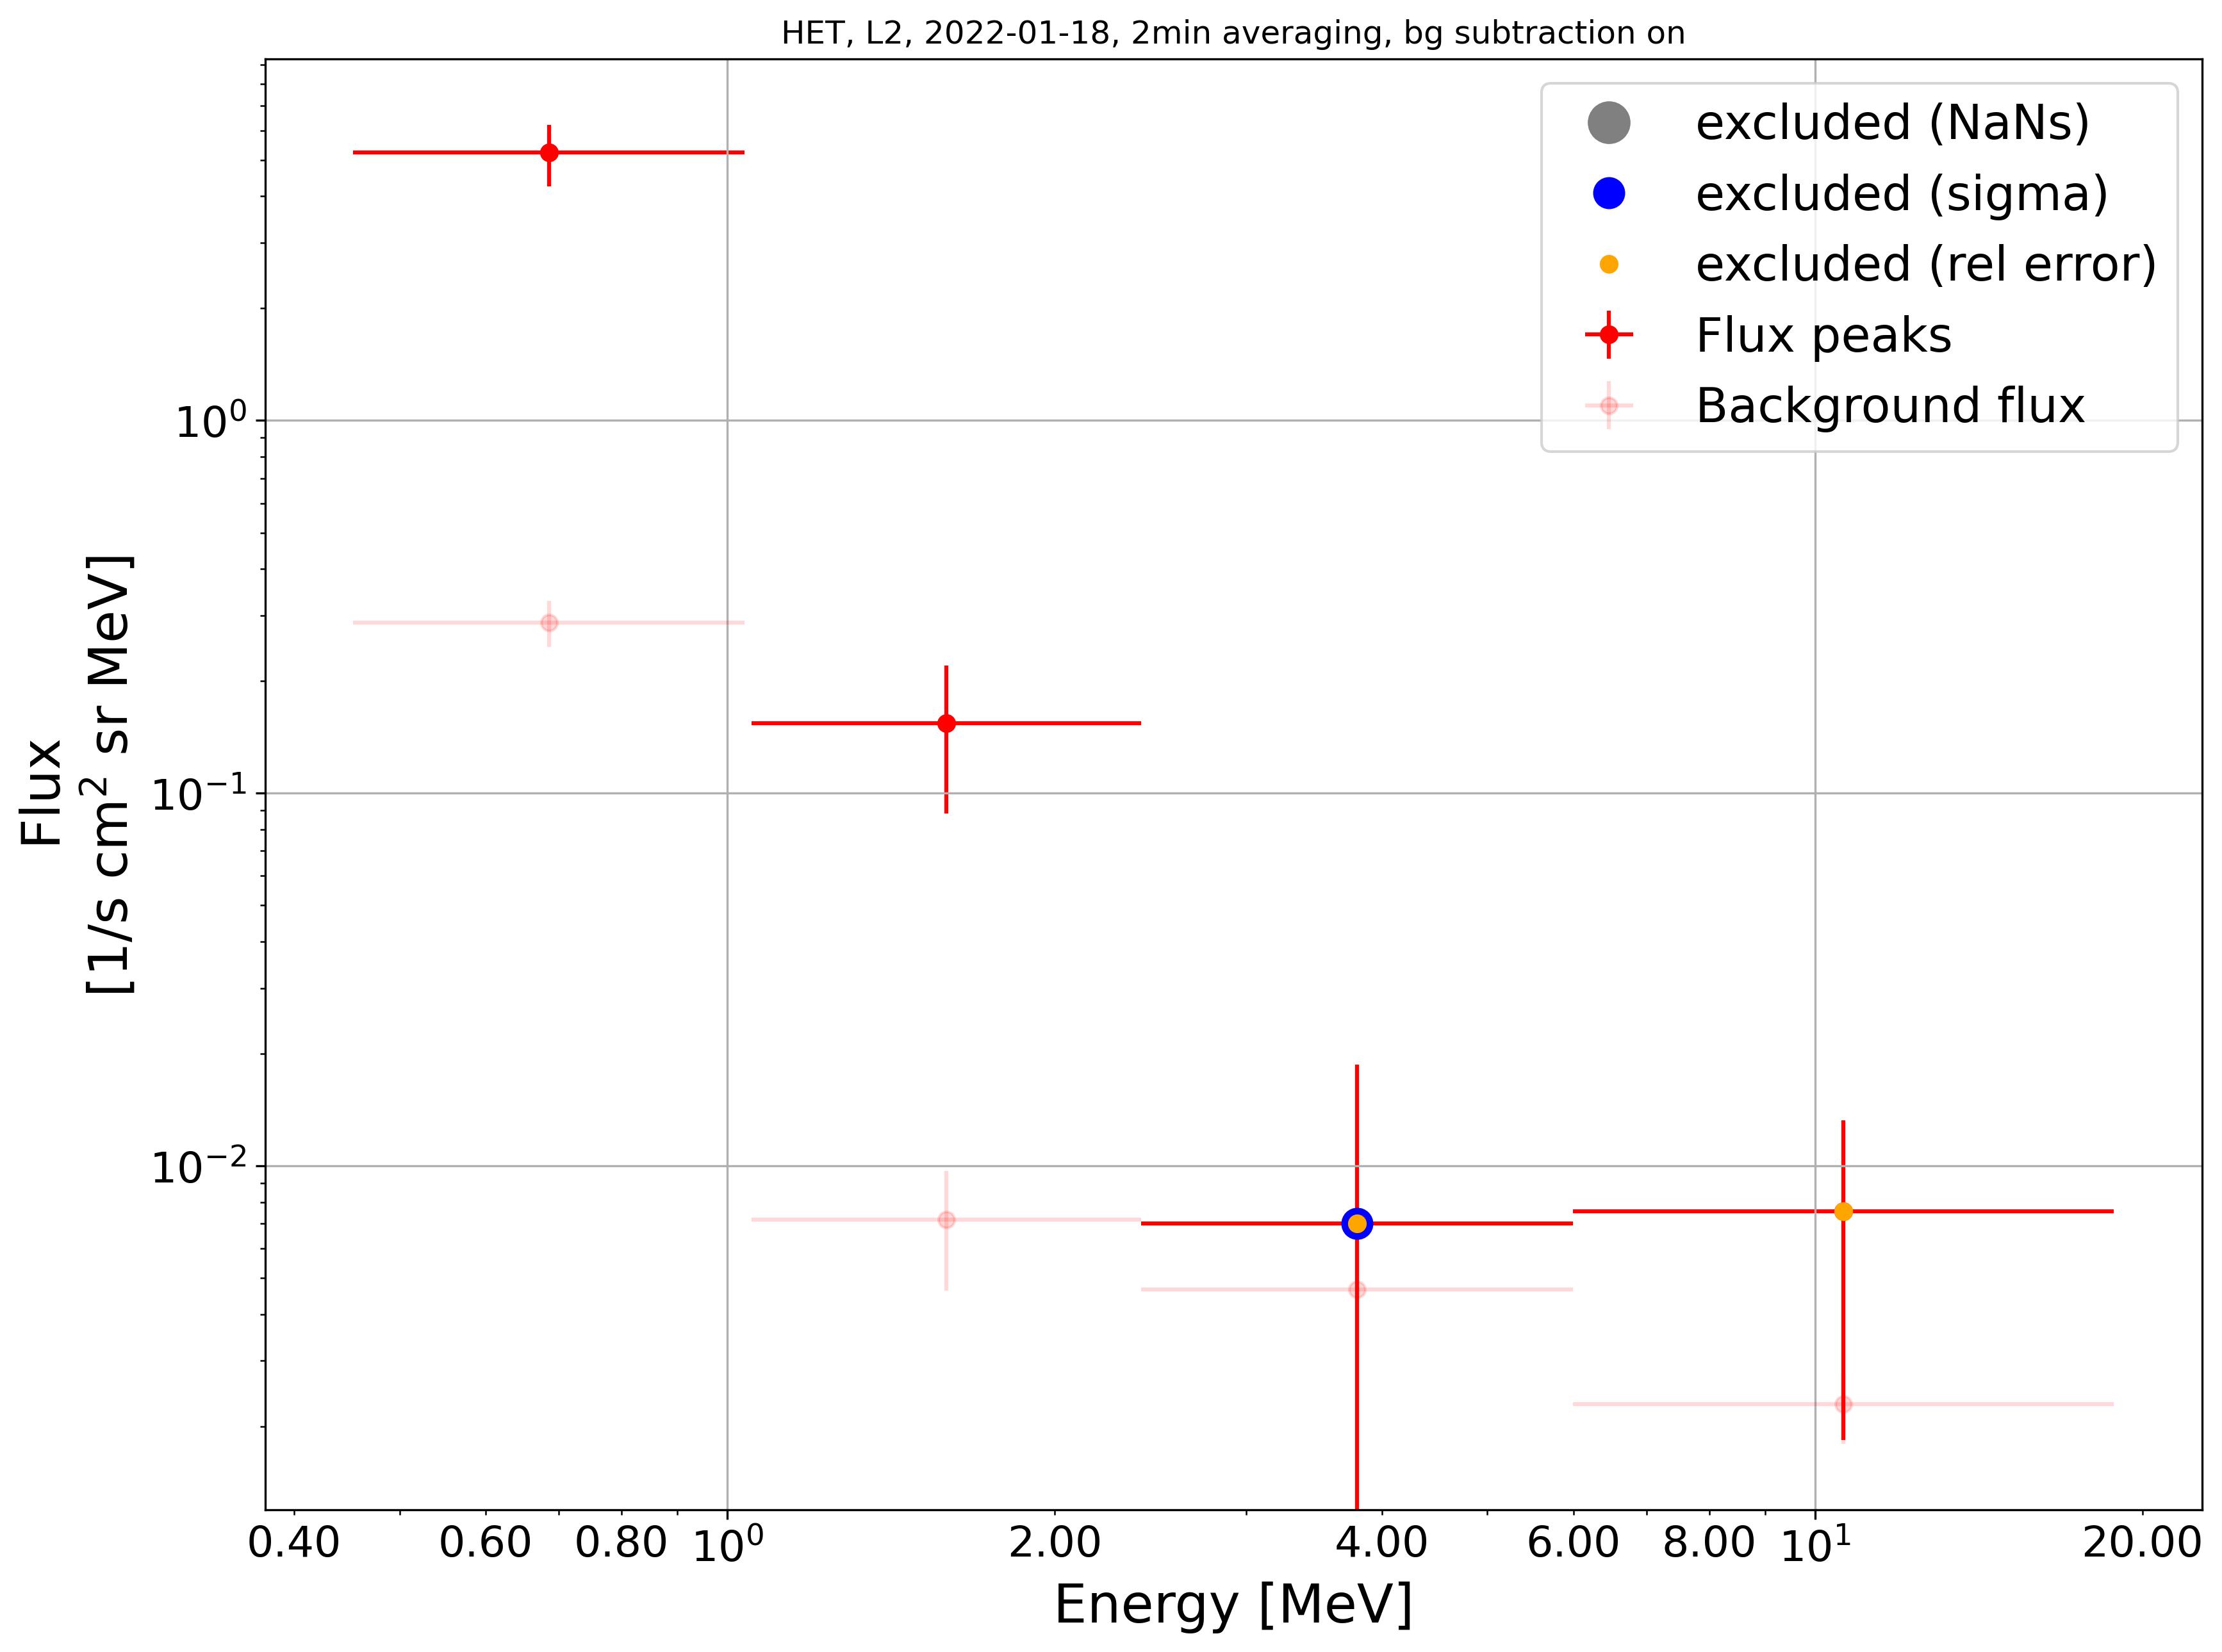 HET, L2, 2022-01-18, 2min averaging, bg subtraction on
excluded (NaNs)
excluded (sigma)
excluded (rel error)
Flux peaks
Background flux
10⁰
10⁻¹
10⁻²
Flux
[1/s cm² sr MeV]
0.40 0.60 0.80 10⁰ 2.00 4.00 6.00 8.00 10¹ 20.00
Energy [MeV]